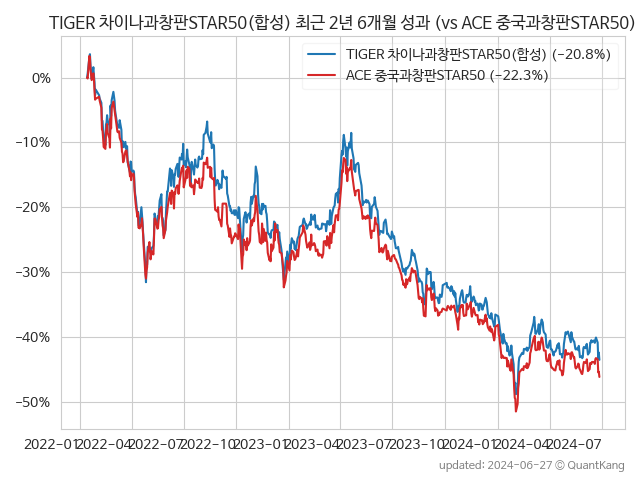 TIGER 차이나과창판STAR50(합성) 최근 2년 6개월 성과 (vs ACE 중국과창판STAR50)
TIGER 차이나과창판STAR50(합성) (−20.8%)
ACE 중국과창판STAR50 (−22.3%)
0%
−10%
−20%
−30%
−40%
−50%
2022-01 2022-04 2022-07 2022-10 2023-01 2023-04 2023-07 2023-10 2024-01 2024-04 2024-07
updated: 2024-06-27 ⓒ QuantKang